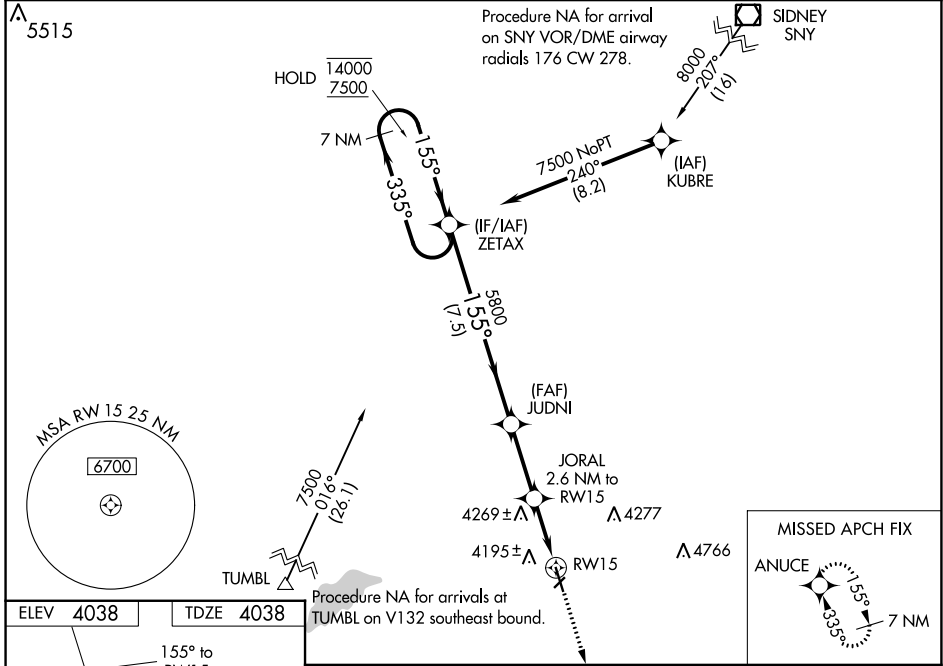 5515
Procedure NA for arrival
on SNY VOR/DME airway
radials 176 CW 278.
SIDNEY
SNY
8000
207°
(16)
HOLD
14000
7500
7 NM
155°
335°
7500 NoPT
240°
(8.2)
(IAF)
KUBRE
(IF/IAF)
ZETAX
5800
155°
(7.5)
(FAF)
JUDNI
MSA RW 15 25 NM
6700
7500
016°
(26.1)
JORAL
2.6 NM to
RW15
4269±
4277
4195±
4766
RW15
TUMBL
Procedure NA for arrivals at
TUMBL on V132 southeast bound.
MISSED APCH FIX
ANUCE
155°
335°
7 NM
ELEV 4038
TDZE 4038
155° to